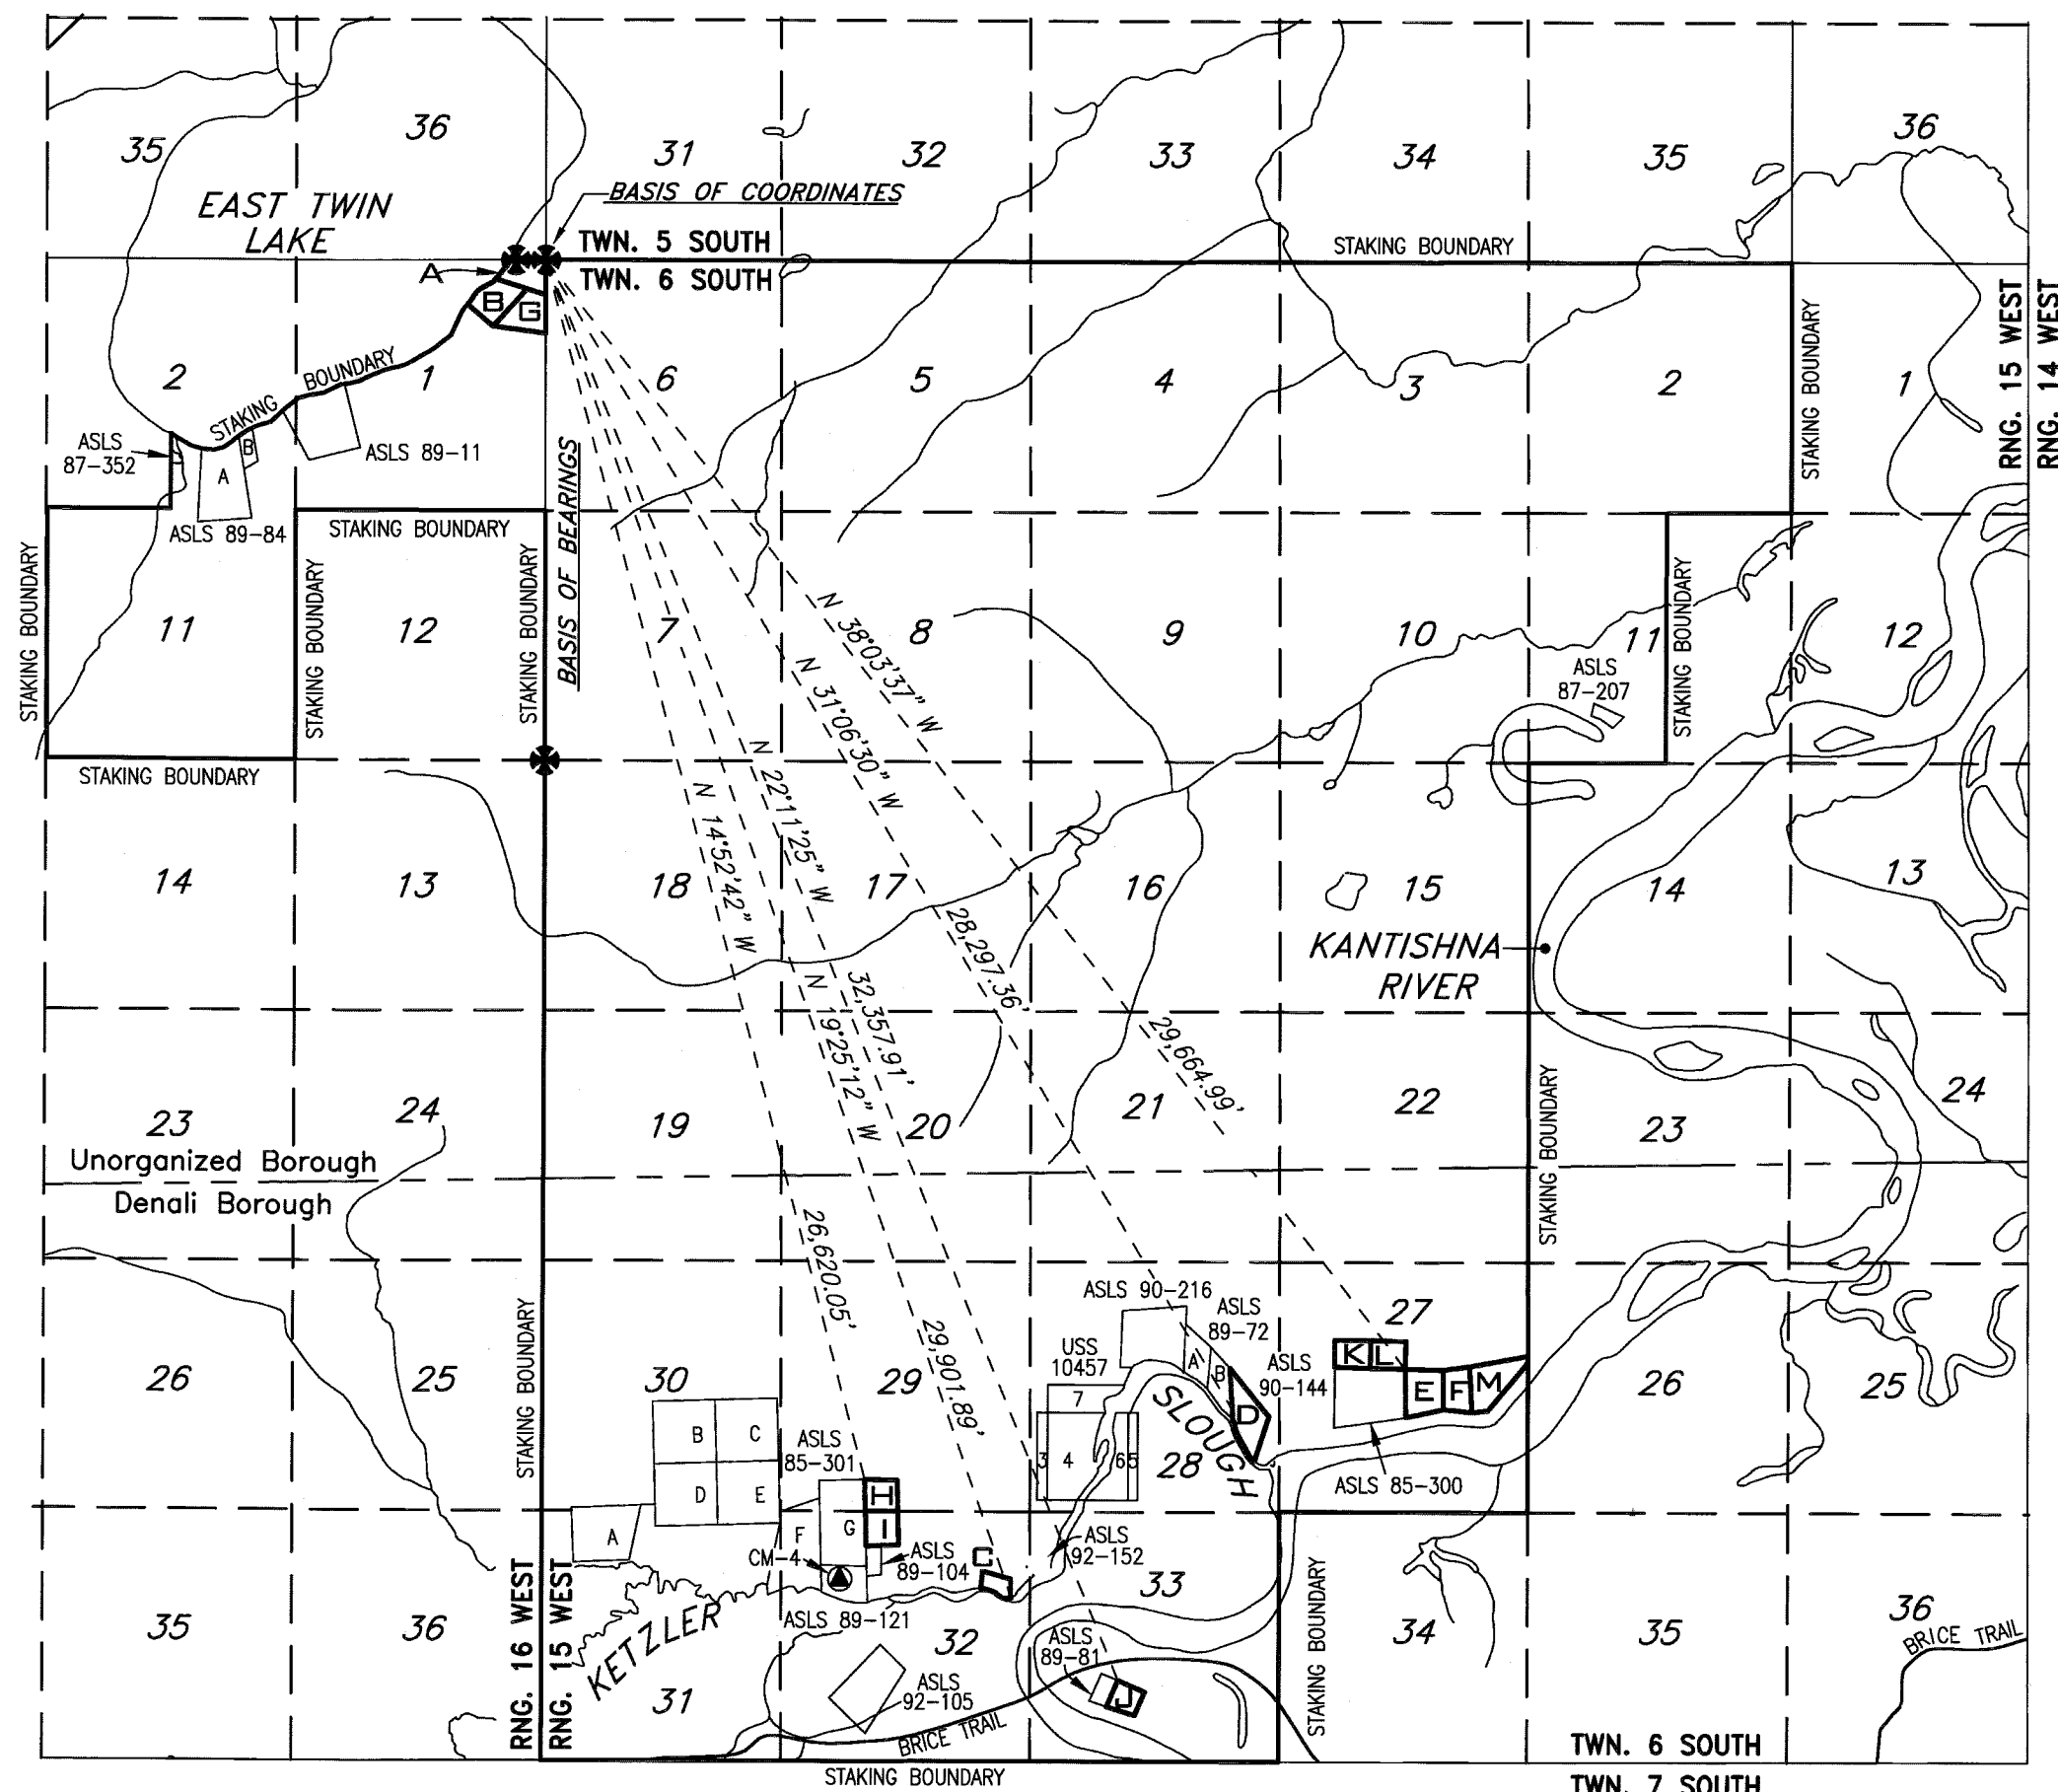 35
36
31
32
33
34
35
36
EAST TWIN
LAKE
BASIS OF COORDINATES
TWN. 5 SOUTH
TWN. 6 SOUTH
STAKING BOUNDARY
A
B
G
RNG. 15 WEST
RNG. 14 WEST
STAKING BOUNDARY
2
1
6
5
4
3
2
1
STAKING BOUNDARY
ASLS
87-352
A
B
ASLS 89-11
ASLS 89-84
STAKING BOUNDARY
BASIS OF BEARINGS
STAKING BOUNDARY
STAKING BOUNDARY
STAKING BOUNDARY
STAKING BOUNDARY
11
12
7
8
9
10
11
12
ASLS
87-207
N 38°03'37" W
N 31°06'30" W
N 22°11'25" W
N 14°52'42" W
N 19°25'12" W
STAKING BOUNDARY
14
13
18
17
16
15
14
13
KANTISHNA
RIVER
28,297.36'
29,664.99'
32,357.91'
23
24
19
20
21
22
23
24
STAKING BOUNDARY
Unorganized Borough
Denali Borough
26,620.05'
29,901.89'
STAKING BOUNDARY
26
25
30
29
28
27
26
25
ASLS 90-216
ASLS
89-72
USS
10457
ASLS
90-144
A
B
D
K
L
E
F
M
7
3
4
6
5
SLOUGH
ASLS 85-300
B
C
D
E
ASLS
85-301
H
I
A
F
G
CM-4
ASLS
89-104
C
ASLS
92-152
ASLS 89-121
RNG. 16 WEST
RNG. 15 WEST
KETZLER
35
36
31
32
33
34
35
36
ASLS
89-81
J
ASLS
92-105
BRICE TRAIL
BRICE TRAIL
STAKING BOUNDARY
STAKING BOUNDARY
TWN. 6 SOUTH
TWN. 7 SOUTH